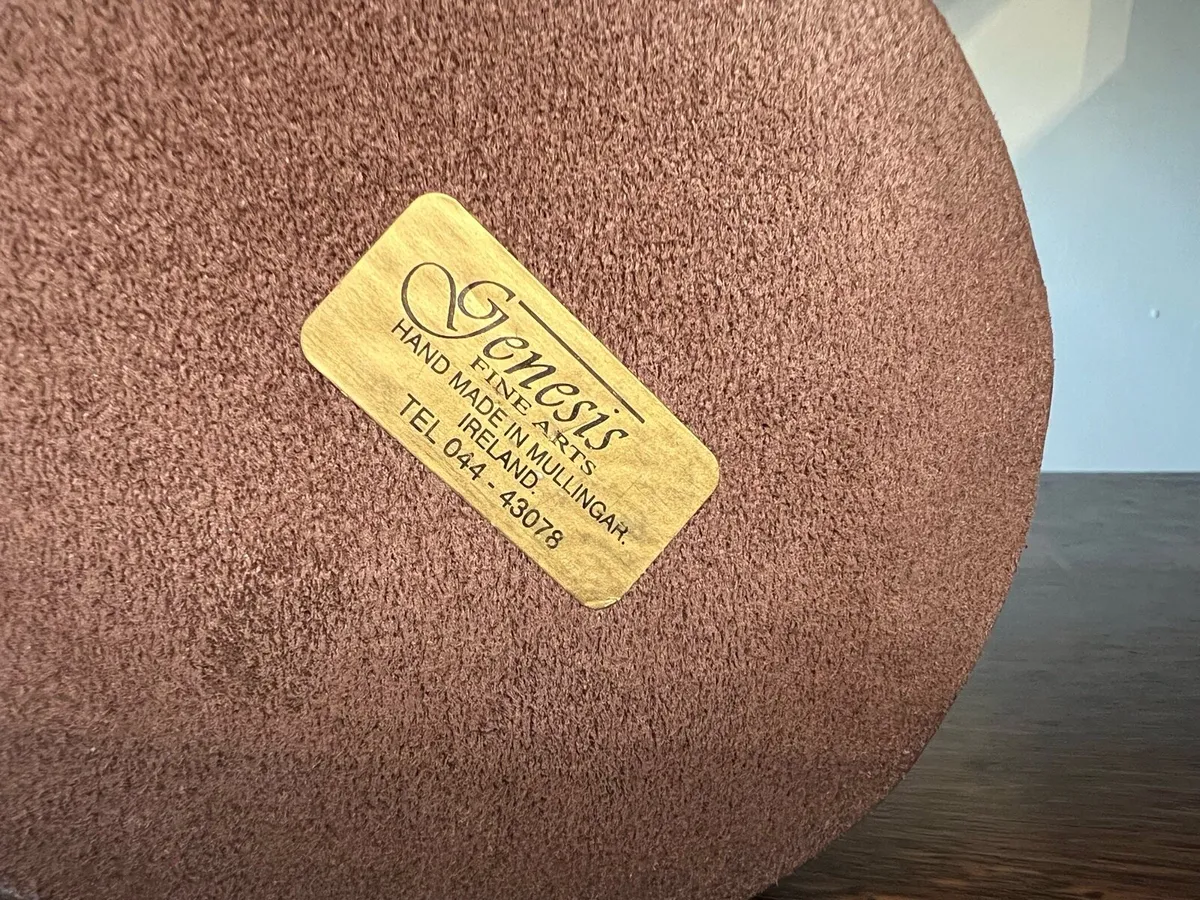 Genesis
FINE ARTS
HAND MADE IN MULLINGAR.
IRELAND.
TEL 044 - 43078